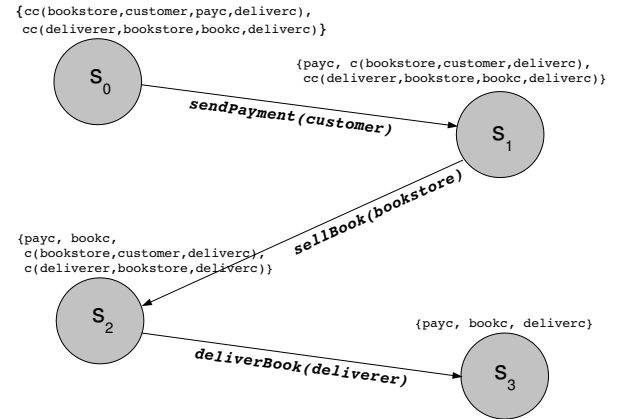 {cc(bookstore,customer,payc,deliverc),
cc(deliverer,bookstore,bookc,deliverc)}
S0
{payc, c(bookstore,customer,deliverc),
cc(deliverer,bookstore,bookc,deliverc)}
sendPayment(customer)
S1
sellBook(bookstore)
{payc, bookc,
c(bookstore,customer,deliverc),
c(deliverer,bookstore,deliverc)}
S2
{payc, bookc, deliverc}
deliverBook(deliverer)
S3